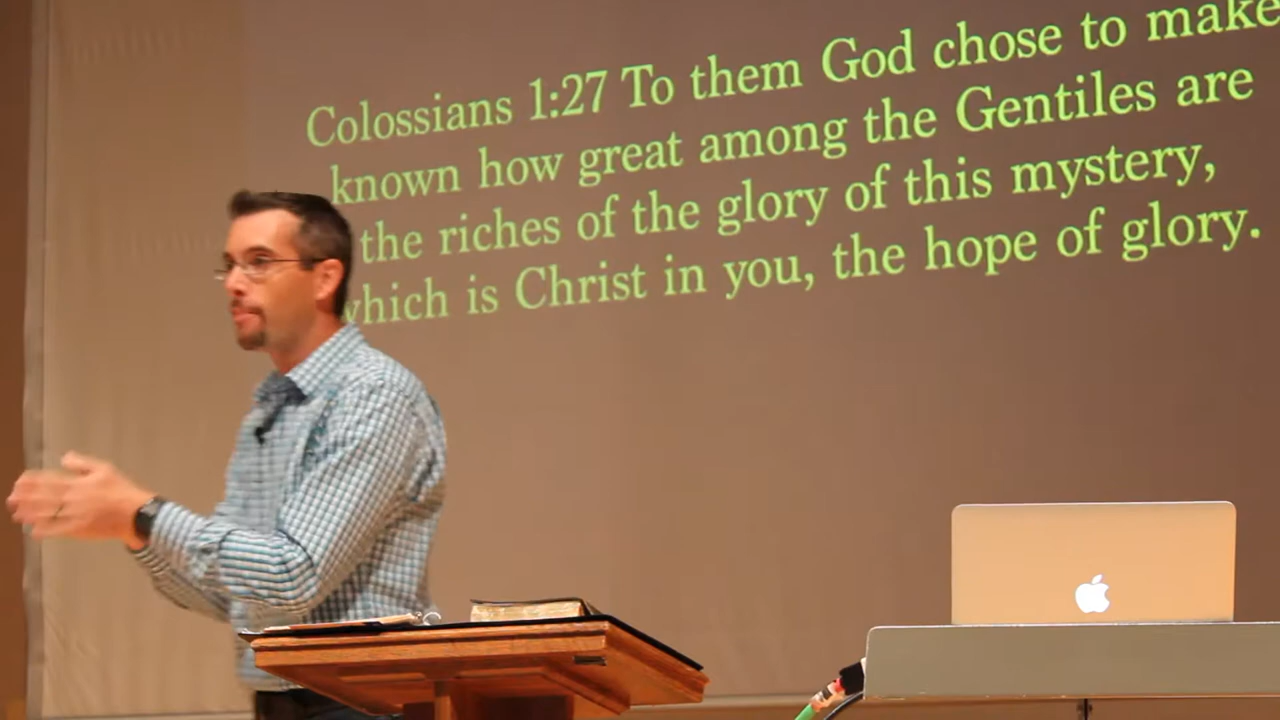 Colossians 1:27 To them God chose to make
known how great among the Gentiles are
the riches of the glory of this mystery,
which is Christ in you, the hope of glory.